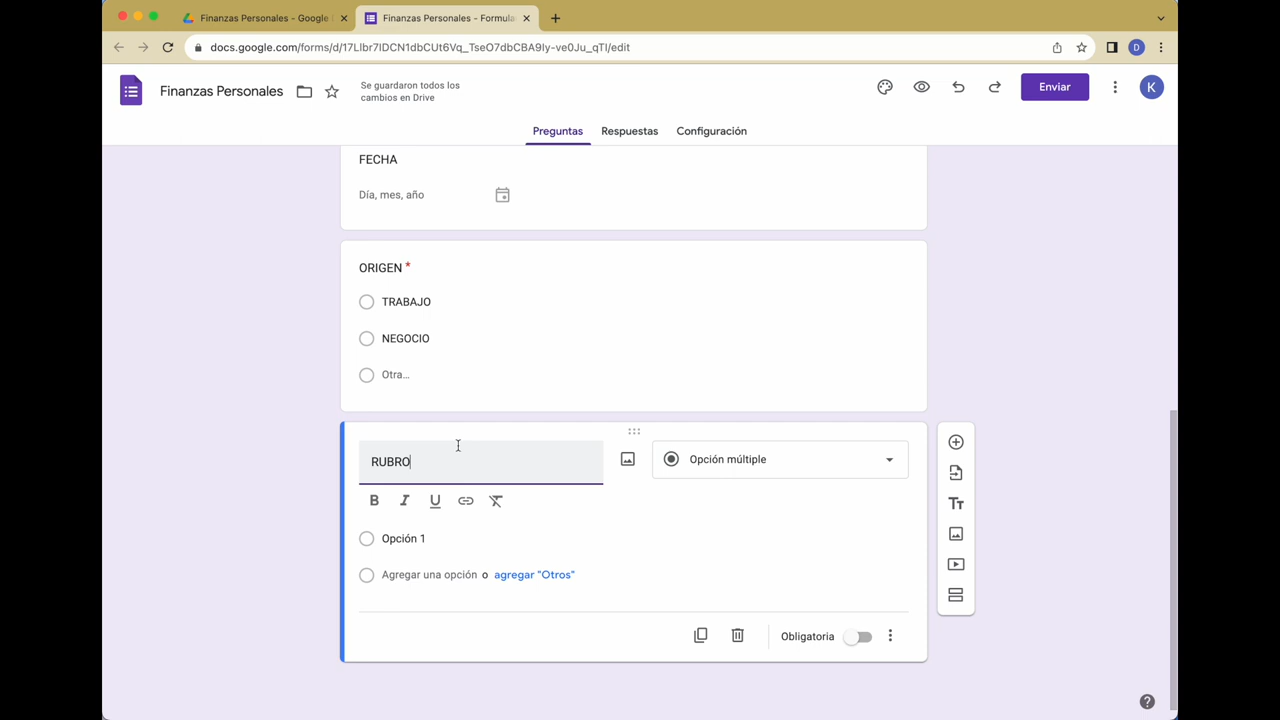 Finanzas Personales - Google
Finanzas Personales - Formula
docs.google.com/forms/d/17LIbr7IDCN1dbCUt6Vq_TseO7dbCBA9Iy-ve0Ju_qTI/edit
D
Finanzas Personales
Se guardaron todos los
cambios en Drive
Enviar
K
Preguntas
Respuestas
Configuración
FECHA
Día, mes, año
ORIGEN *
TRABAJO
NEGOCIO
Otra...
RUBRO
Opción múltiple
B I U
Opción 1
Agregar una opción o agregar "Otros"
Tт
Obligatoria